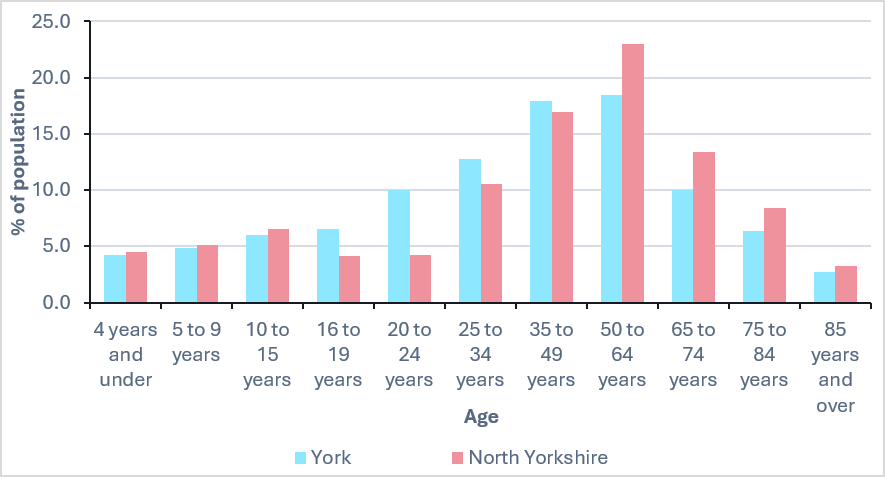 25.0
20.0
15.0
10.0
5.0
0.0
% of population
4 years and under
5 to 9 years
10 to 15 years
16 to 19 years
20 to 24 years
25 to 34 years
35 to 49 years
50 to 64 years
65 to 74 years
75 to 84 years
85 years and over
Age
York
North Yorkshire